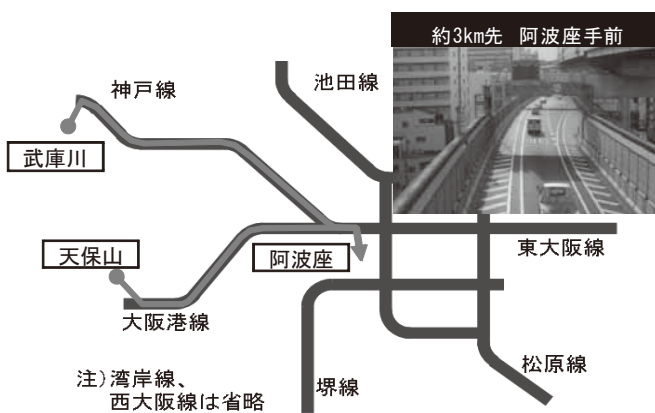 約3km先 阿波座手前
神戸線
池田線
武庫川
天保山
阿波座
東大阪線
大阪港線
松原線
堺線
注)湾岸線、
西大阪線は省略